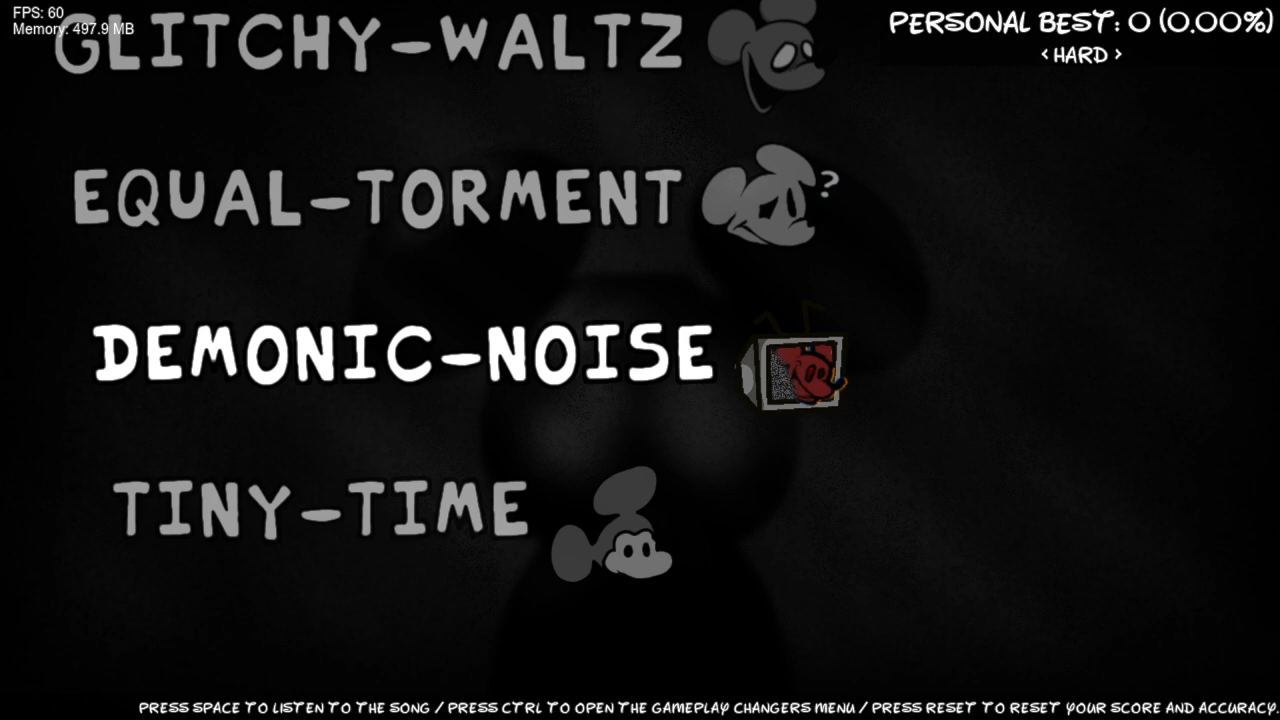 FPS: 60
Memory: 497.9 MB
PERSONAL BEST: 0 (0.00%)
< HARD >
GLITCHY-WALTZ
EQUAL-TORMENT
?
DEMONIC-NOISE
TINY-TIME
PRESS SPACE TO LISTEN TO THE SONG / PRESS CTRL TO OPEN THE GAMEPLAY CHANGERS MENU / PRESS RESET TO RESET YOUR SCORE AND ACCURACY.